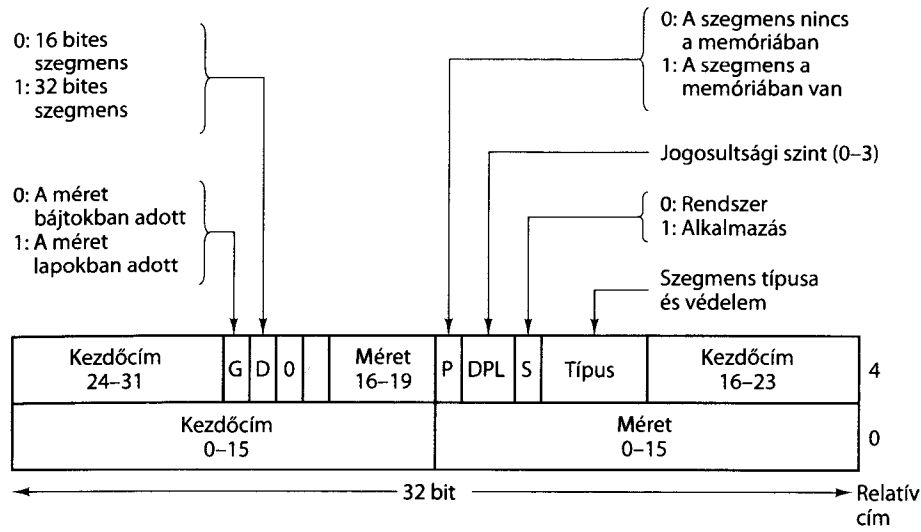 0: 16 bites
szegmens
1: 32 bites
szegmens
0: A szegmens nincs
a memóriában
1: A szegmens a
memóriában van
Jogosultsági szint (0–3)
0: A méret
bájtokban adott
1: A méret
lapokban adott
0: Rendszer
1: Alkalmazás
Szegmens típusa
és védelem
Kezdőcím
24–31
G
D
0
Méret
16–19
P
DPL
S
Típus
Kezdőcím
16–23
4
Kezdőcím
0–15
Méret
0–15
0
32 bit
Relatív
cím